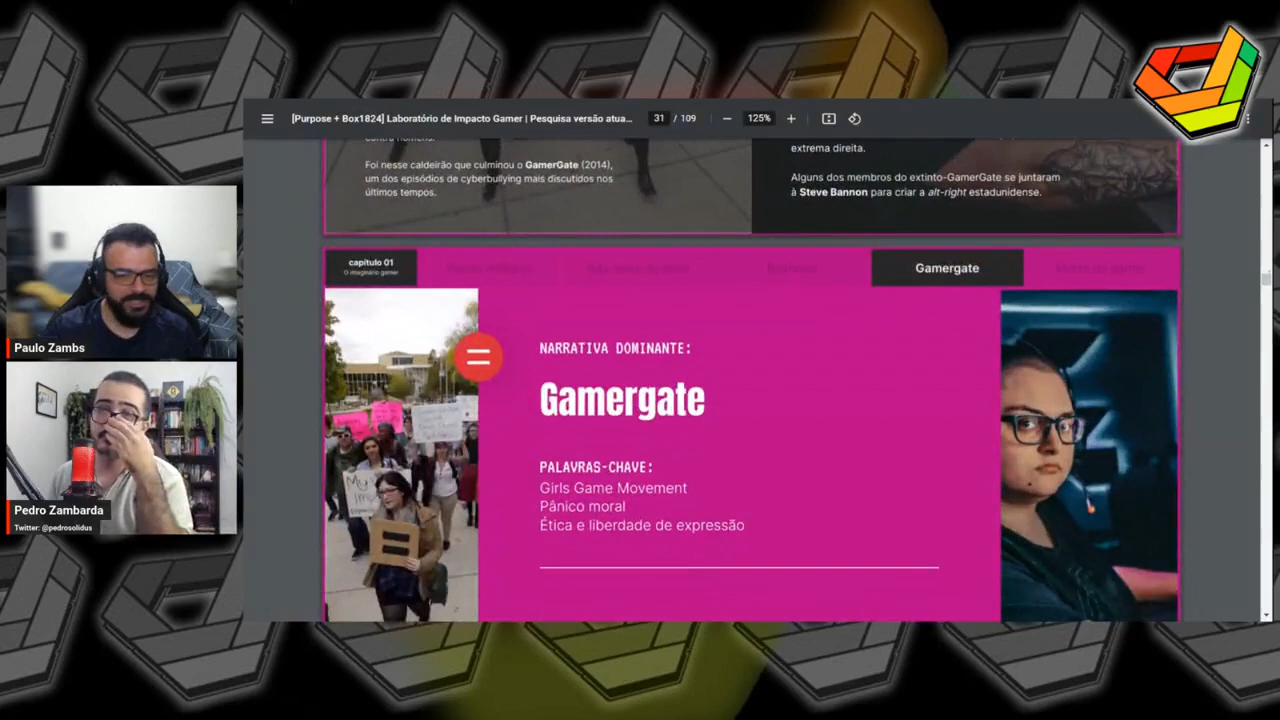 [Purpose + Box1824] Laboratório de Impacto Gamer | Pesquisa versão atua...
31 / 109
125%
Foi nesse caldeirão que culminou o GamerGate (2014),
um dos episódios de cyberbullying mais discutidos nos
últimos tempos.
extrema direita.
Alguns dos membros do extinto-GamerGate se juntaram
à Steve Bannon para criar a alt-right estadunidense.
capítulo 01
O imaginário gamer
Gamergate
NARRATIVA DOMINANTE:
Gamergate
PALAVRAS-CHAVE:
Girls Game Movement
Pânico moral
Ética e liberdade de expressão
My
Paulo Zambs
Pedro Zambarda
Twitter: @pedrosolidus